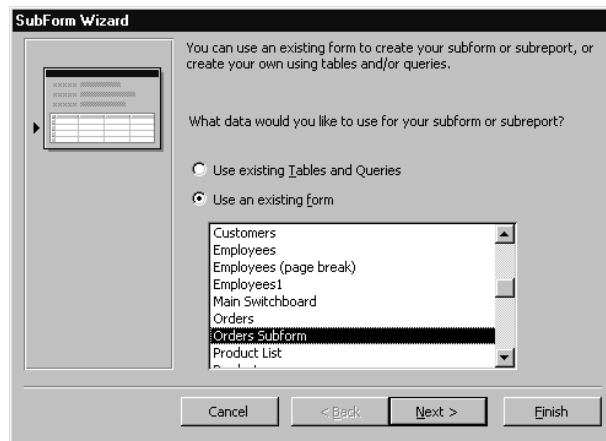 SubForm Wizard
You can use an existing form to create your subform or subreport, or
create your own using tables and/or queries.
What data would you like to use for your subform or subreport?
Use existing Tables and Queries
Use an existing form
Customers
Employees
Employees (page break)
Employees1
Main Switchboard
Orders
Orders Subform
Product List
Cancel
< Back
Next >
Finish